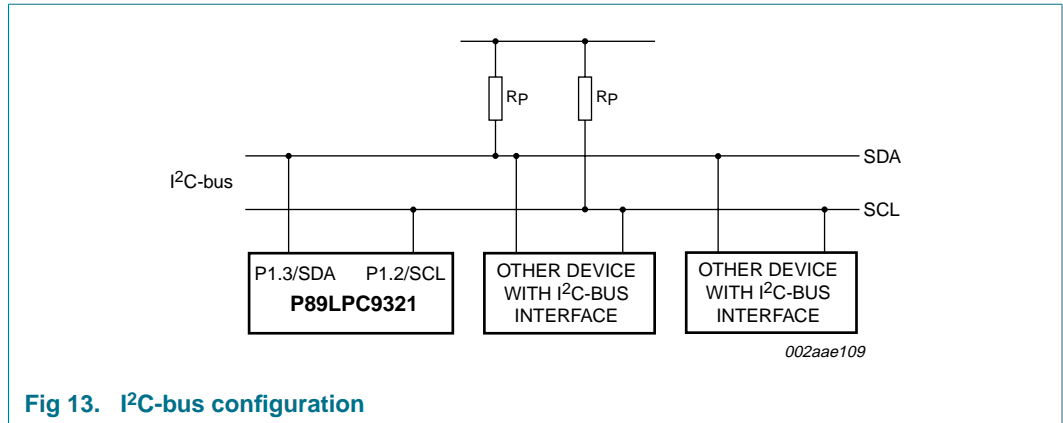 RP RP
SDA
I2C-bus
SCL
P1.3/SDA P1.2/SCL
P89LPC9321
OTHER DEVICE
WITH I2C-BUS
INTERFACE
OTHER DEVICE
WITH I2C-BUS
INTERFACE
002aae109
Fig 13. I2C-bus configuration